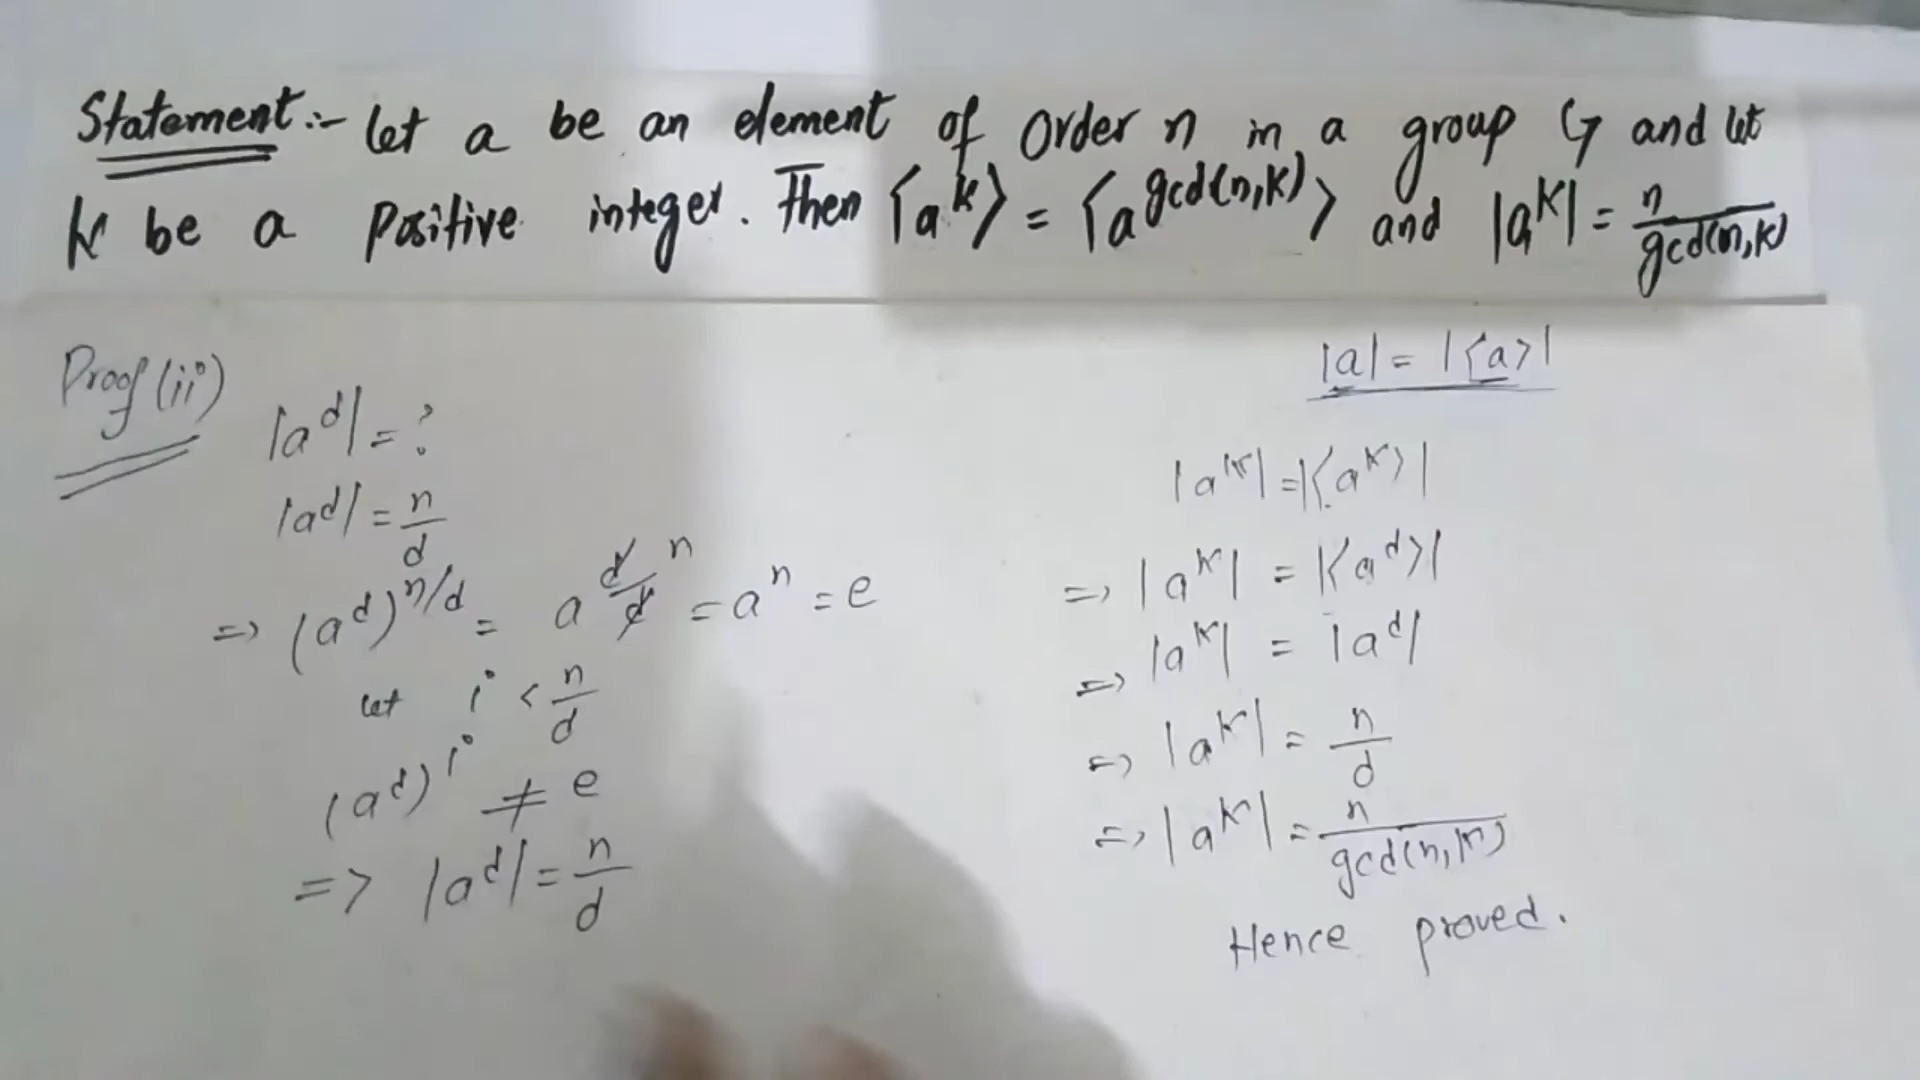 Statement:- let a be an element of order n in a group G and let
K be a Positive integer. Then ⟨a^k⟩ = ⟨a^gcd(n,k)⟩ and |a^k| = n/gcd(n,k)
Proof (ii)
|a^d| = ?
|a^d| = n/d
=> (a^d)^n/d = a^(d/d n) = a^n = e
let i < n/d
(a^d)^i ≠ e
=> |a^d| = n/d
|a| = |⟨a⟩|
|a^k| = |⟨a^k⟩|
=> |a^k| = |⟨a^d⟩|
=> |a^k| = |a^d|
=> |a^k| = n/d
=> |a^k| = n/gcd(n,k)
Hence proved.